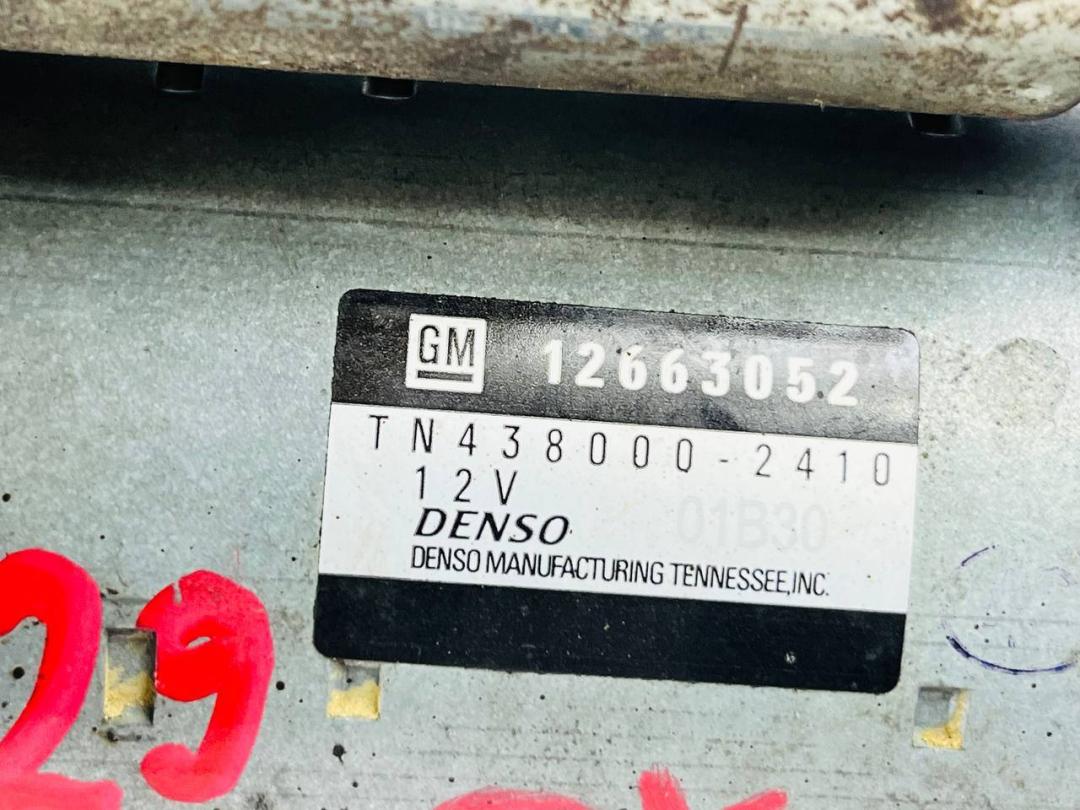 GM 12663052
TN438000-2410
12V
DENSO 01B30
DENSO MANUFACTURING TENNESSEE,INC.
29